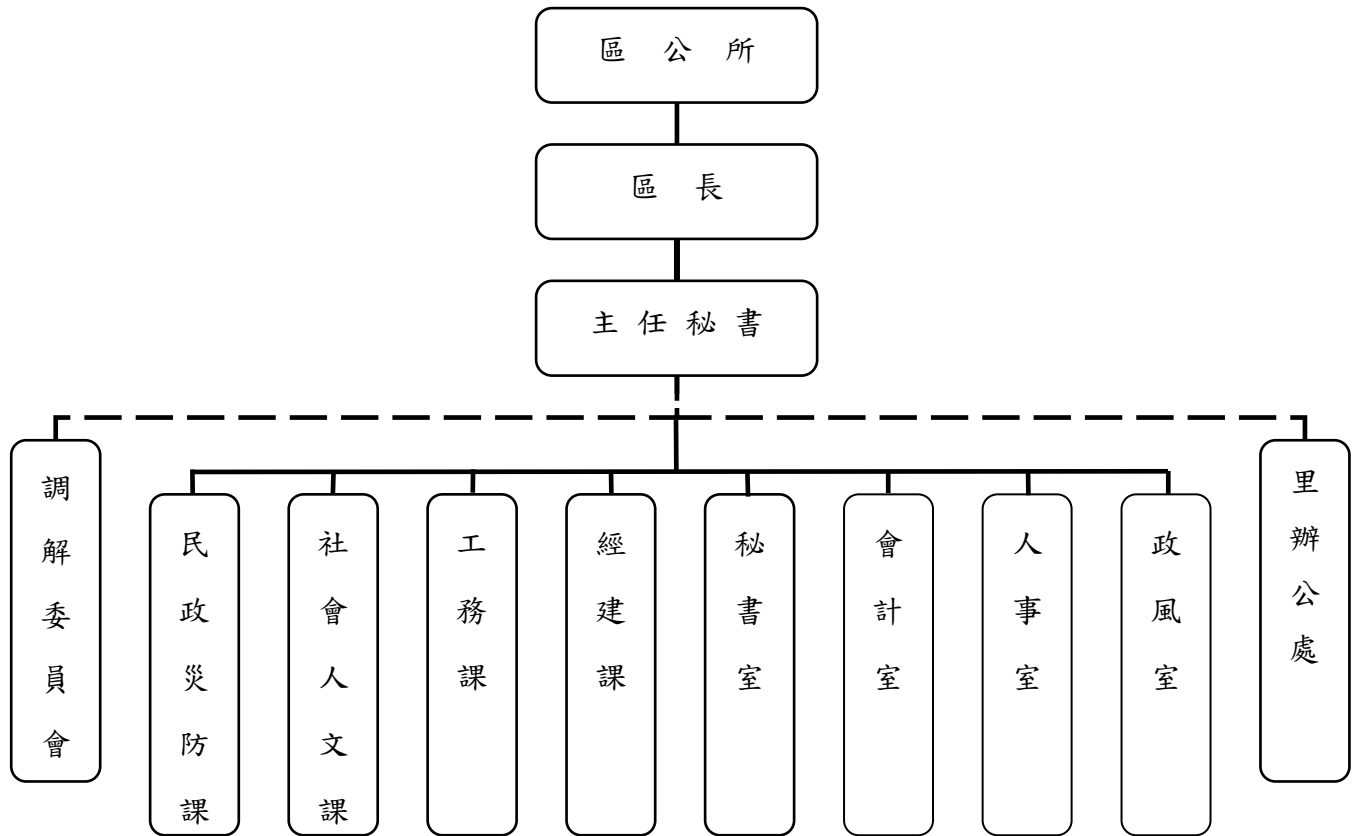 區公所
區長
主任秘書
調解委員會
民政災防課
社會人文課
工務課
經建課
秘書室
會計室
人事室
政風室
里辦公處